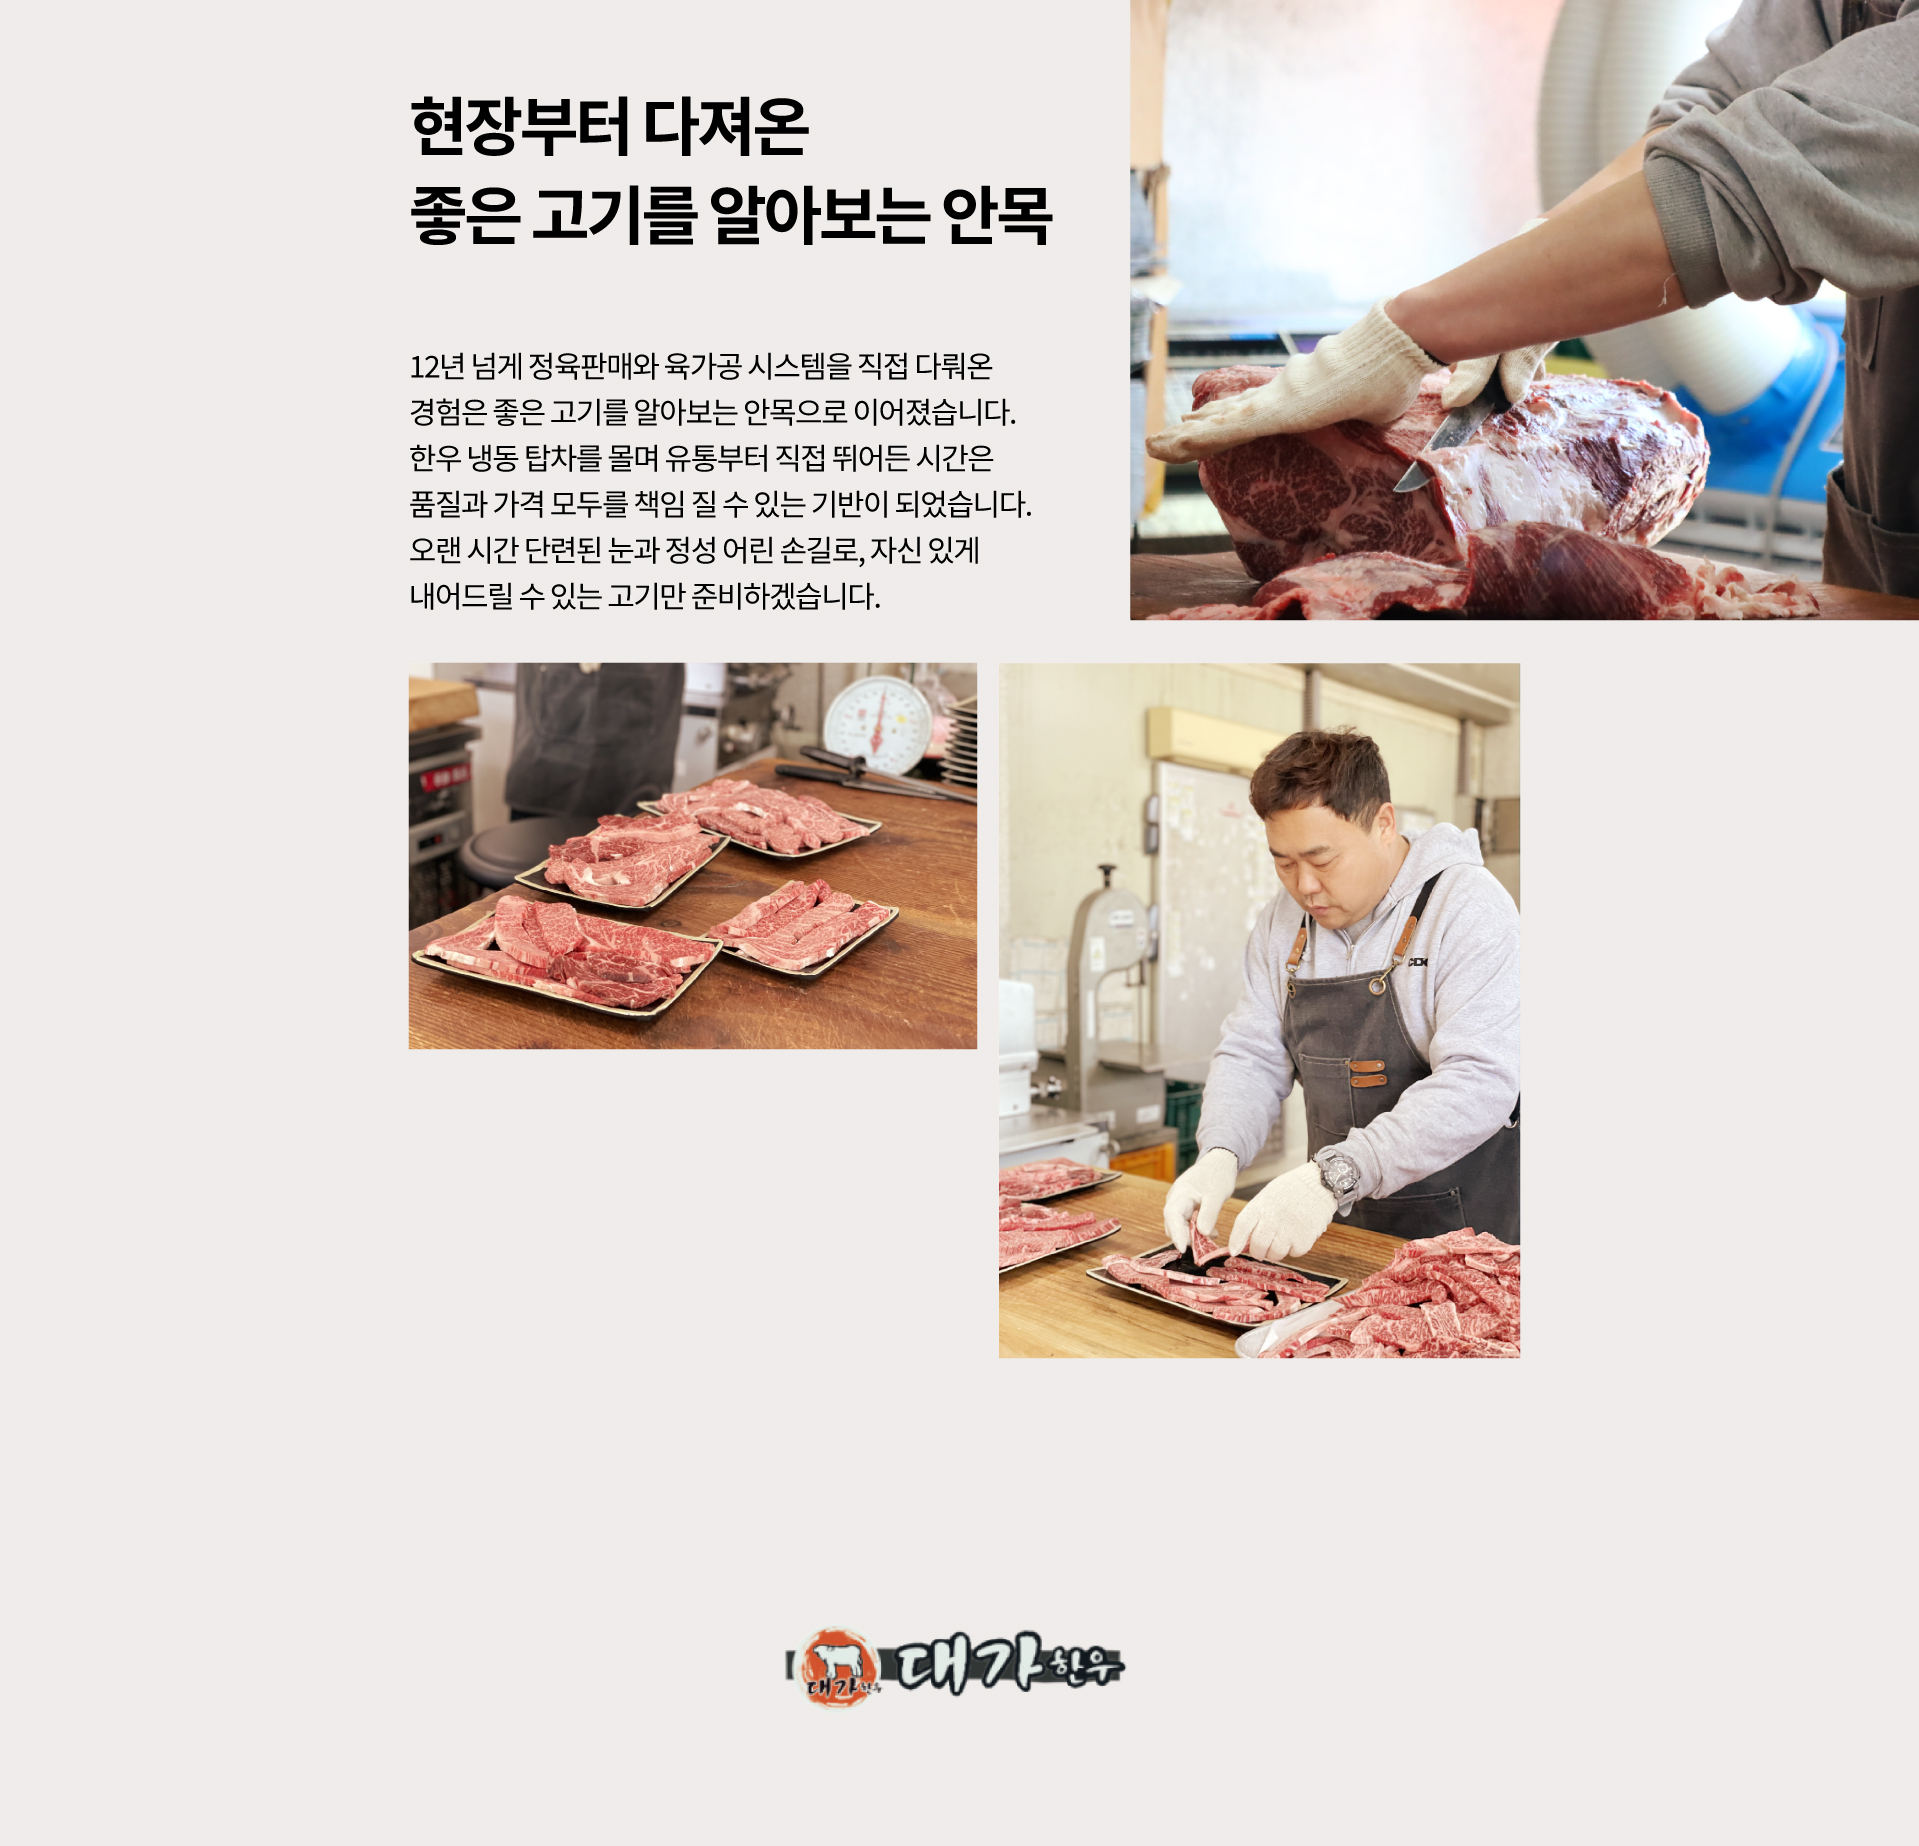 현장부터 다져온
좋은 고기를 알아보는 안목
12년 넘게 정육판매와 육가공 시스템을 직접 다뤄온
경험은 좋은 고기를 알아보는 안목으로 이어졌습니다.
한우 냉동 탑차를 몰며 유통부터 직접 뛰어든 시간은
품질과 가격 모두를 책임 질 수 있는 기반이 되었습니다.
오랜 시간 단련된 눈과 정성 어린 손길로, 자신 있게
내어드릴 수 있는 고기만 준비하겠습니다.
대가한우
대가한우